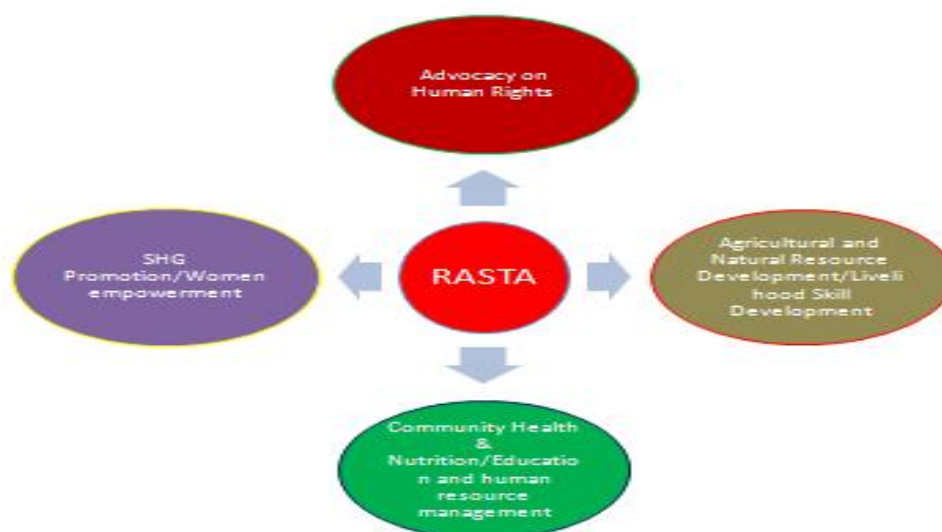 Advocacy on
Human Rights
SHG
Promotion/Women
empowerment
RASTA
Agricultural and
Natural Resource
Development/Liveli
hood Skill
Development
Community Health
&
Nutrition/Educatio
n and human
resource
management